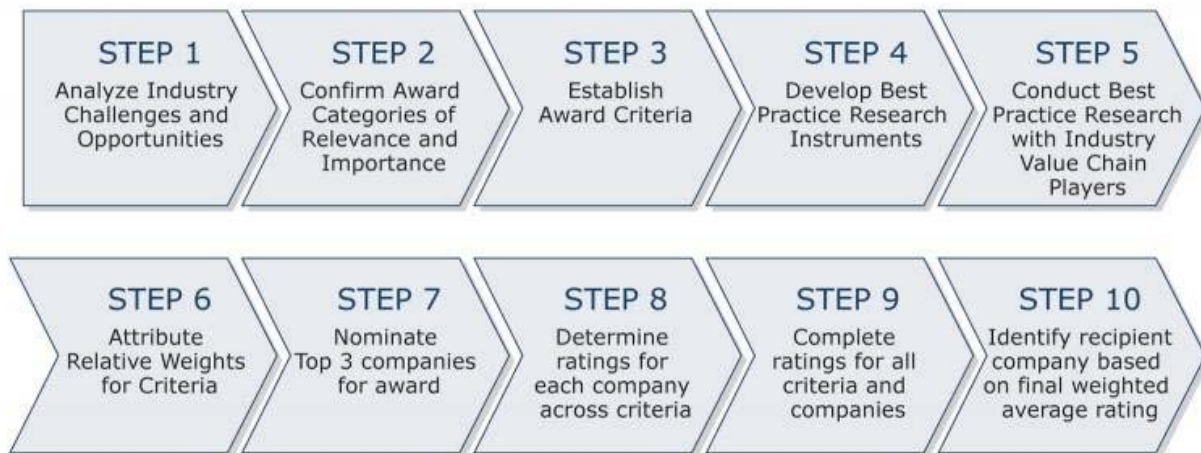 STEP 1
Analyze Industry
Challenges and
Opportunities
STEP 2
Confirm Award
Categories of
Relevance and
Importance
STEP 3
Establish
Award Criteria
STEP 4
Develop Best
Practice Research
Instruments
STEP 5
Conduct Best
Practice Research
with Industry
Value Chain
Players
STEP 6
Attribute
Relative Weights
for Criteria
STEP 7
Nominate
Top 3 companies
for award
STEP 8
Determine
ratings for
each company
across criteria
STEP 9
Complete
ratings for all
criteria and
companies
STEP 10
Identify recipient
company based
on final weighted
average rating